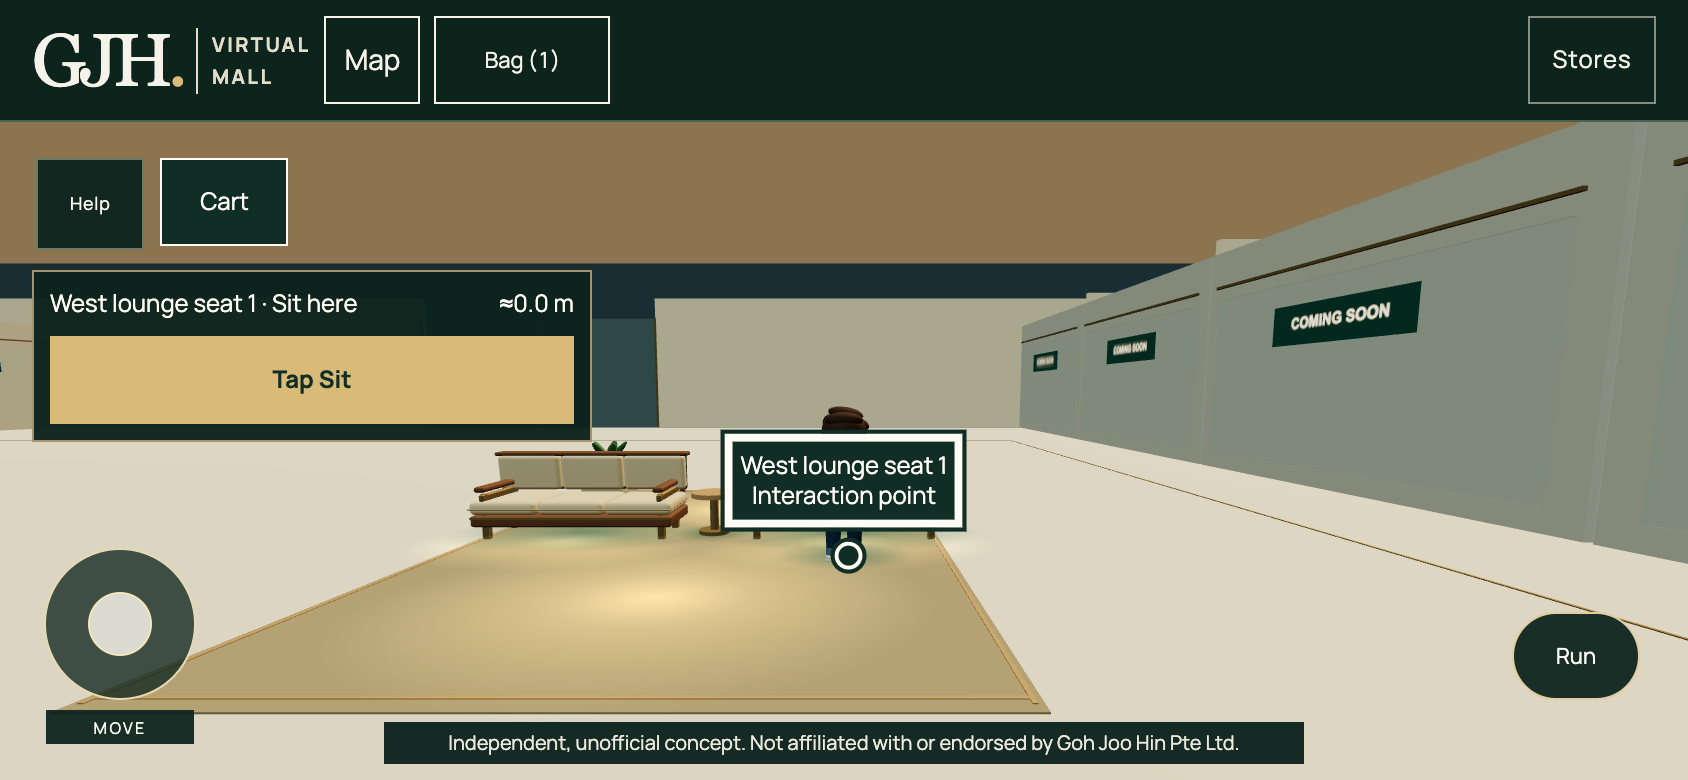 GJH.
VIRTUAL
MALL
Map
Bag (1)
Stores
Help
Cart
West lounge seat 1 · Sit here
≈0.0 m
Tap Sit
COMING SOON
COMING SOON
West lounge seat 1
Interaction point
Run
MOVE
Independent, unofficial concept. Not affiliated with or endorsed by Goh Joo Hin Pte Ltd.